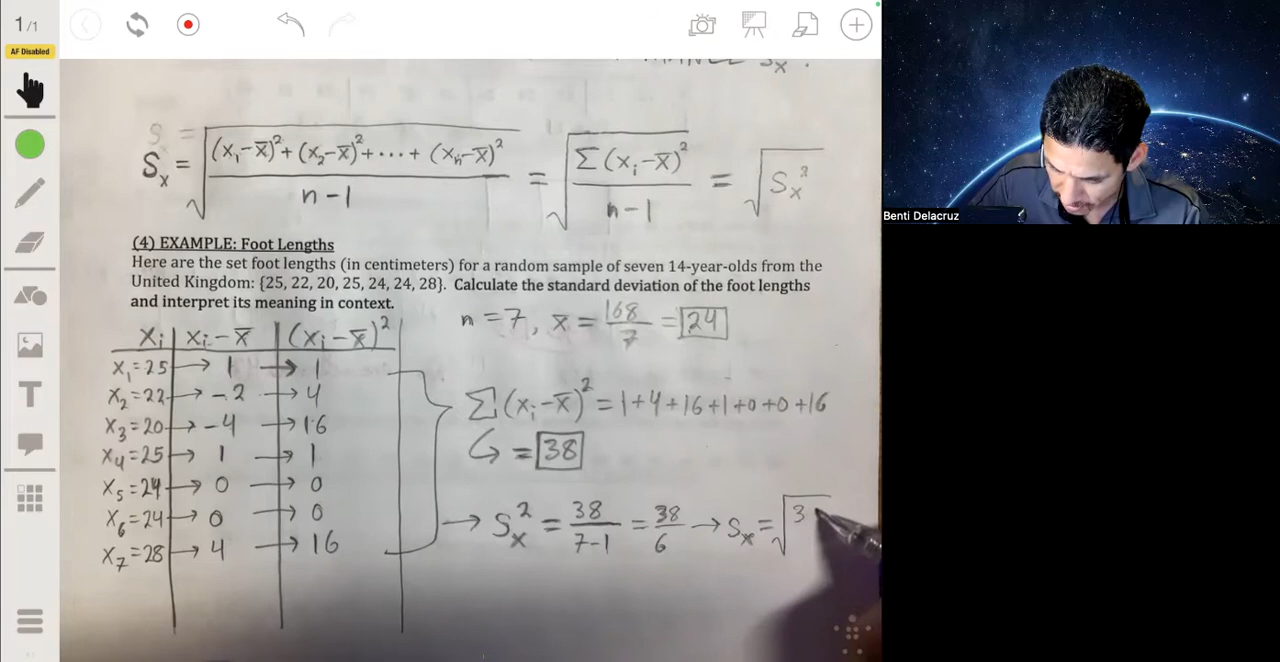 1/1
AF Disabled
Sx .
Sx = √((x₁-x̄)²+(x₂-x̄)²+...+(xₙ-x̄)² / n-1) = √(Σ(xᵢ-x̄)² / n-1) = √Sx²
Benti Delacruz
(4) EXAMPLE: Foot Lengths
Here are the set foot lengths (in centimeters) for a random sample of seven 14-year-olds from the
United Kingdom: {25, 22, 20, 25, 24, 24, 28}. Calculate the standard deviation of the foot lengths
and interpret its meaning in context.
n = 7, x̄ = 168/7 = 24
xᵢ | xᵢ-x̄ | (xᵢ-x̄)²
x₁=25 → 1 → 1
x₂=22 → -2 → 4
x₃=20 → -4 → 16
x₄=25 → 1 → 1
x₅=24 → 0 → 0
x₆=24 → 0 → 0
x₇=28 → 4 → 16
Σ(xᵢ-x̄)² = 1+4+16+1+0+0+16
↳ = 38
→ Sx² = 38/7-1 = 38/6 → Sx = √3